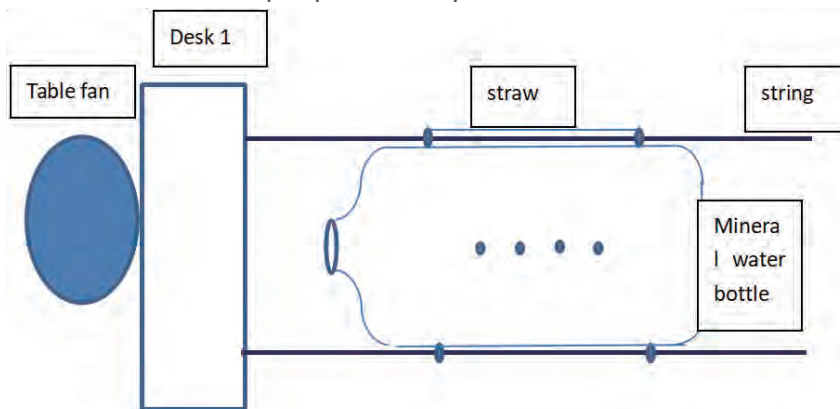 Desk 1
Table fan
straw
string
Minera
l water
bottle